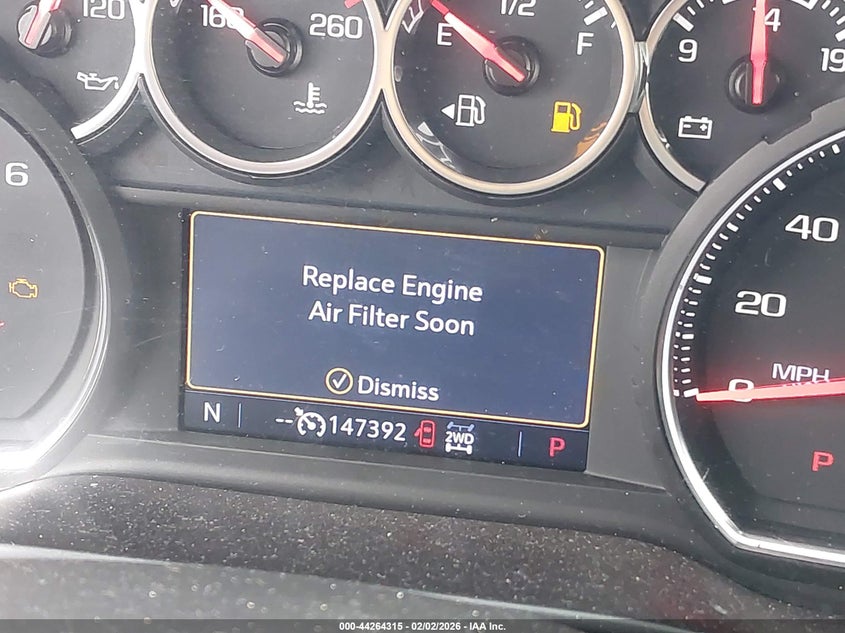 120
160
260
E
1/2
F
9
14
19
6
40
20
0
MPH
Replace Engine
Air Filter Soon
Dismiss
N
-- 147392
2WD
P
P
000-44264315 - 02/02/2026 - IAA Inc.